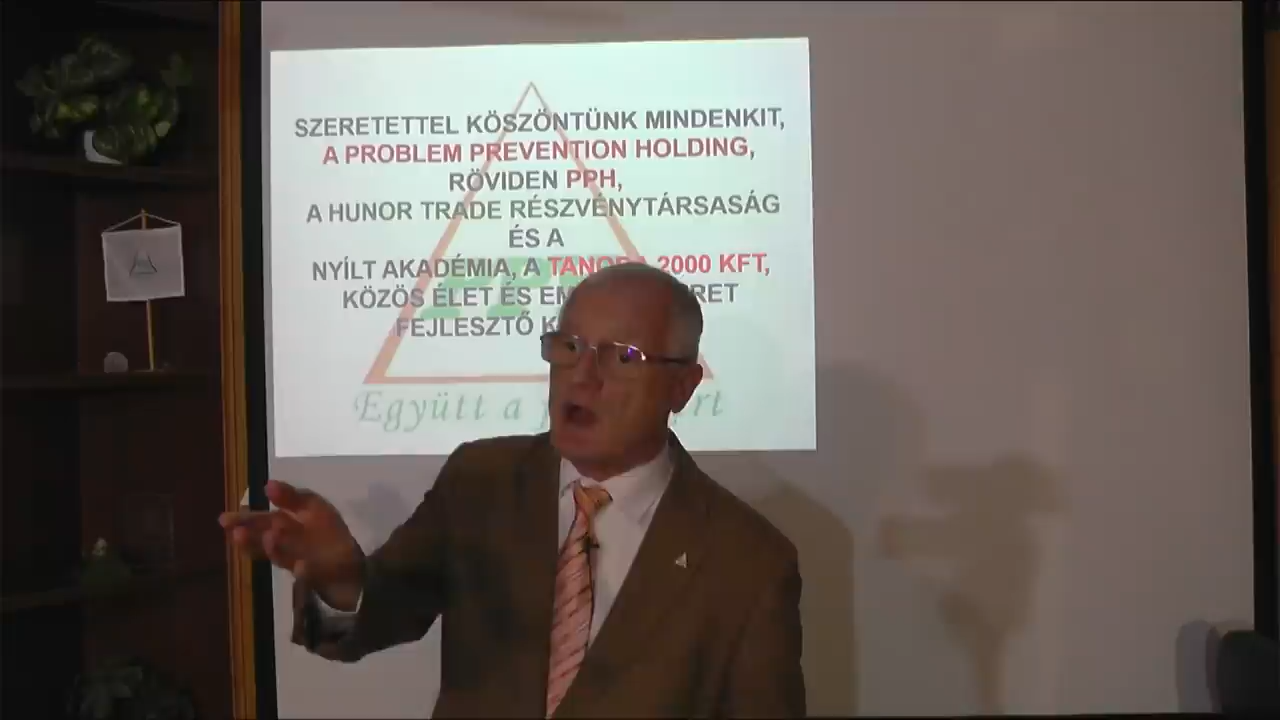 SZERETETTEL KÖSZÖNTÜNK MINDENKIT,
A PROBLEM PREVENTION HOLDING,
RÖVIDEN PPH,
A HUNOR TRADE RÉSZVÉNYTÁRSASÁG
ÉS A
NYÍLT AKADÉMIA, A 2000 KFT,
KÖZÖS ÉLET ÉS
FEJLESZTŐ
Együtt a